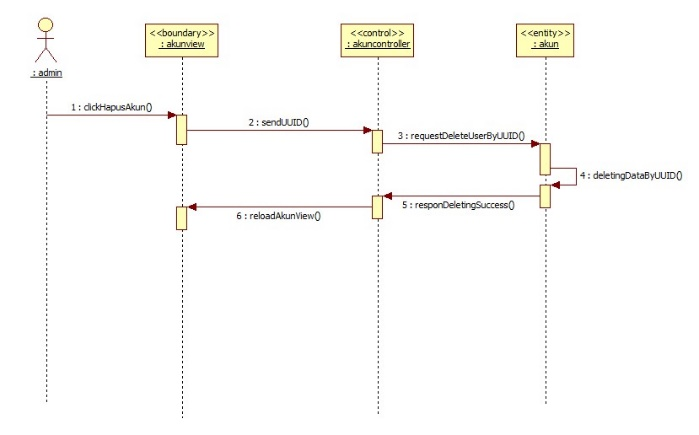 : admin
<<boundary>>
: akunview
<<control>>
: akuncontroller
<<entity>>
: akun
1 : clickHapusAkun()
2 : sendUUID()
3 : requestDeleteUserByUUID()
4 : deletingDataByUUID()
5 : responDeletingSuccess()
6 : reloadAkunView()